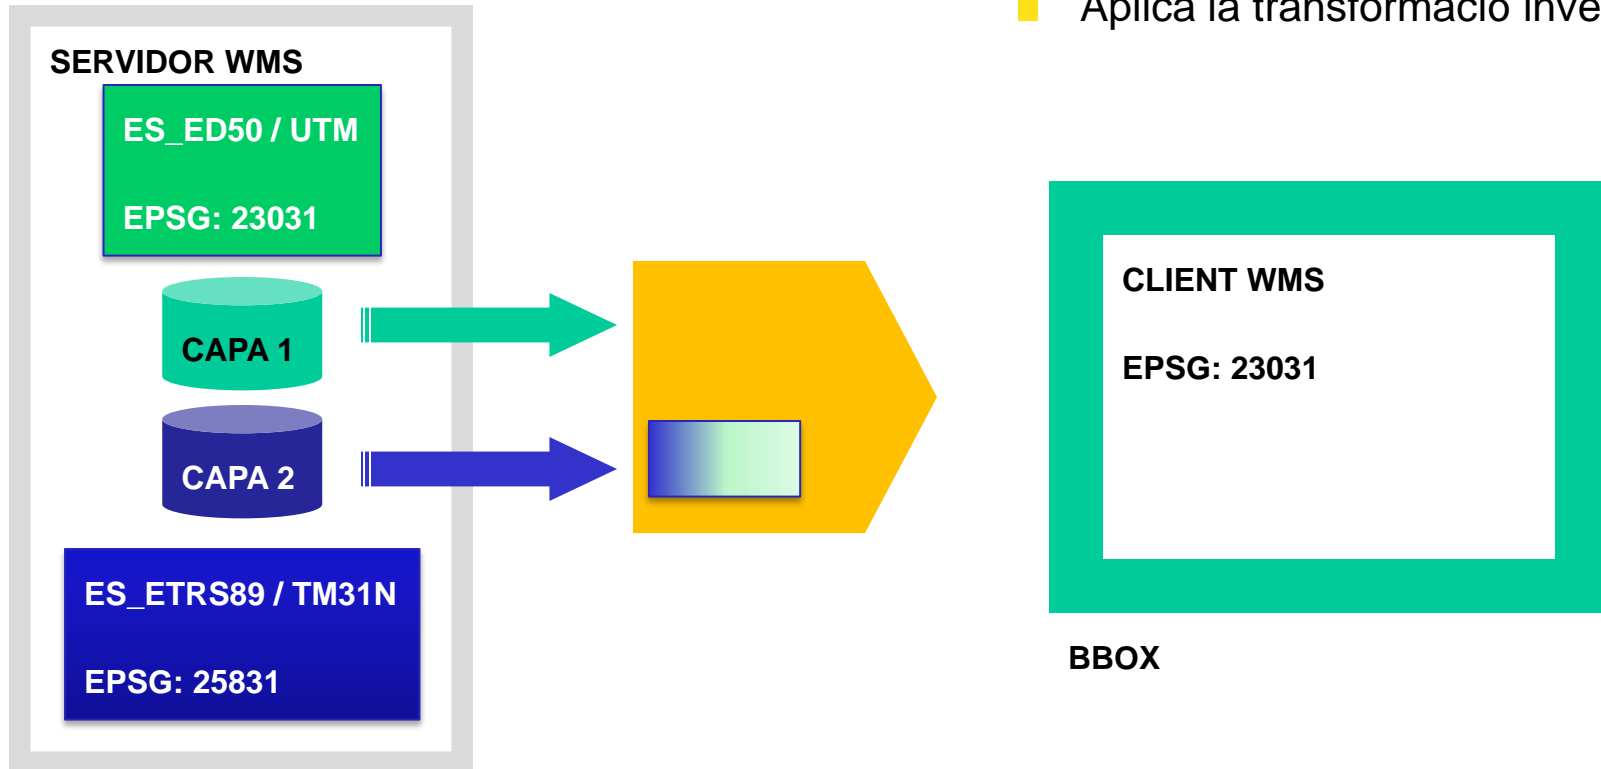 Aplica la transformació
SERVIDOR WMS
ES_ED50 / UTM
EPSG: 23031
CAPA 1
CAPA 2
ES_ETRS89 / TM31N
EPSG: 25831
CLIENT WMS
EPSG: 23031
BBOX